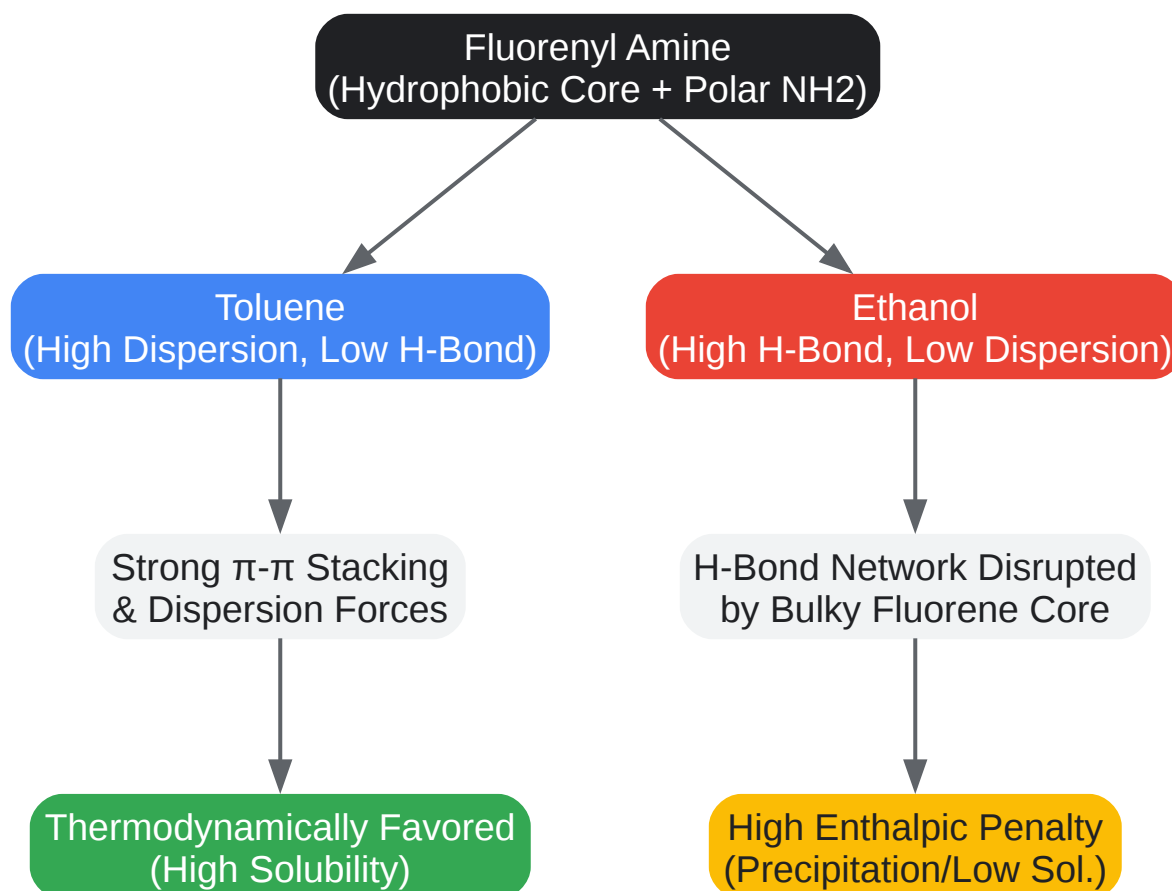 Fluorenyl Amine
(Hydrophobic Core + Polar NH2)
Toluene
(High Dispersion, Low H-Bond)
Ethanol
(High H-Bond, Low Dispersion)
Strong π-π Stacking
& Dispersion Forces
H-Bond Network Disrupted
by Bulky Fluorene Core
Thermodynamically Favored
(High Solubility)
High Enthalpic Penalty
(Precipitation/Low Sol.)